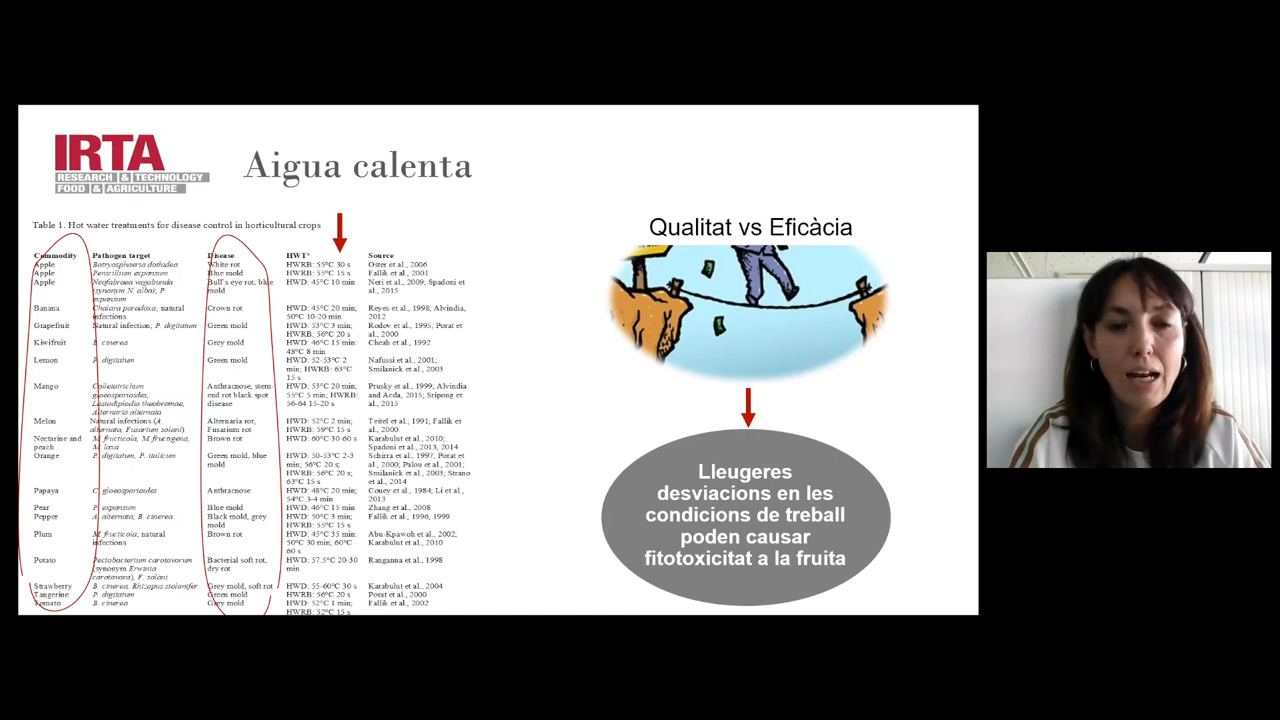 IRTA
RESEARCH & TECHNOLOGY
FOOD & AGRICULTURE
Aigua calenta
Table 1. Hot water treatments for disease control in horticultural crops
Commodity Pathogen target Disease HWT* Source
Apple Botryosphaeria dothidea White rot HWRB: 55°C 30 s Oster et al., 2006
Apple Penicillium expansum Blue mold HWRB: 55°C 15 s Fallik et al., 2001
Apple Neofabraea vagabunda Bull's eye rot; blue HWD: 45°C 10 min Neri et al., 2009, Spadoni et
(synonym N. alba); P. mold al., 2015
expansum
Banana Chalara paradoxa; natural Crown rot HWD: 45°C 20 min; Reyes et al., 1998; Alvindia,
infections 50°C 10-20 min 2012
Grapefruit Natural infection; P. digitatum Green mold HWD: 53°C 3 min; Rodov et al., 1995; Porat et
HWRB: 56°C 20 s al., 2000
Kiwifruit B. cinerea Grey mold HWD: 46°C 15 min: Cheah et al., 1992
48°C 8 min
Lemon P. digitatum Green mold HWD: 52-53°C 2 Nafussi et al., 2001;
min; HWRB: 63°C Smilanick et al., 2003
15 s
Mango Colletotrichum Anthracnose, stem- HWD: 53°C 20 min; Prusky et al., 1999; Alvindia
gloeosporioides, end rot black spot 55°C 5 min; HWRB: and Acda, 2015; Sripong et
Lasiodiplodia theobromae, disease 56-64 15-20 s al., 2015
Alternaria alternata
Melon Natural infections (A. Alternaria rot, HWD: 52°C 2 min; Teitel et al., 1991; Fallik et
alternata, Fusarium solani) Fusarium rot HWRB: 59°C 15 s al., 2000
Nectarine and M. fructicola, M. fructigena, Brown rot HWD: 60°C 30-60 s Karabulut et al., 2010;
peach M. laxa Spadoni et al., 2013, 2014
Orange P. digitatum, P. italicum Green mold, blue HWD: 50-53°C 2-3 Schirra et al., 1997; Porat et
mold min; 56°C 20 s; al., 2000; Palou et al., 2001;
HWRB: 56°C 20 s; Smilanick et al., 2003; Strano
63°C 15 s et al., 2014
Papaya C. gloeosporioides Anthracnose HWD: 48°C 20 min; Couey et al., 1984; Li et al.,
54°C 3-4 min 2013
Pear P. expansum Blue mold HWD: 46°C 15 min Zhang et al., 2008
Pepper A. alternata, B. cinerea Black mold, grey HWD: 50°C 3 min; Fallik et al., 1996, 1999
mold HWRB: 55°C 15 s
Plum M. fructicola, natural Brown rot HWD: 45°C 35 min; Abu-Kpawoh et al., 2002;
infections 50°C 30 min; 60°C Karabulut et al., 2010
60 s
Potato Pectobacterium carotovorum Bacterial soft rot, HWD: 57.5°C 20-30 Ranganna et al., 1998
(synonym Erwinia dry rot min
carotovora), F. solani
Strawberry B. cinerea, Rhizopus stolonifer Grey mold, soft rot HWD: 55-60°C 30 s Karabulut et al., 2004
Tangerine P. digitatum Green mold HWRB: 56°C 20 s Porat et al., 2000
Tomato B. cinerea Grey mold HWD: 52°C 1 min; Fallik et al., 2002
HWRB: 52°C 15 s
Qualitat vs Eficàcia
Lleugeres
desviacions en les
condicions de treball
poden causar
fitotoxicitat a la fruita